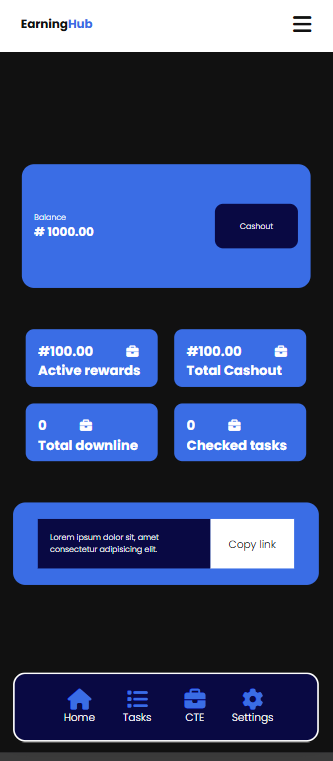 EarningHub
Balance
# 1000.00
Cashout
#100.00
Active rewards
#100.00
Total Cashout
0
Total downline
0
Checked tasks
Lorem ipsum dolor sit, amet
consectetur adipisicing elit.
Copy link
Home
Tasks
CTE
Settings